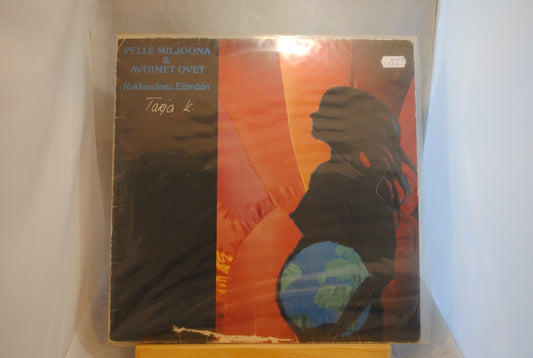 PELLE MILJOONA
&
AVOIMET OVET
Rakkaudesta Elämään
Tarja K.